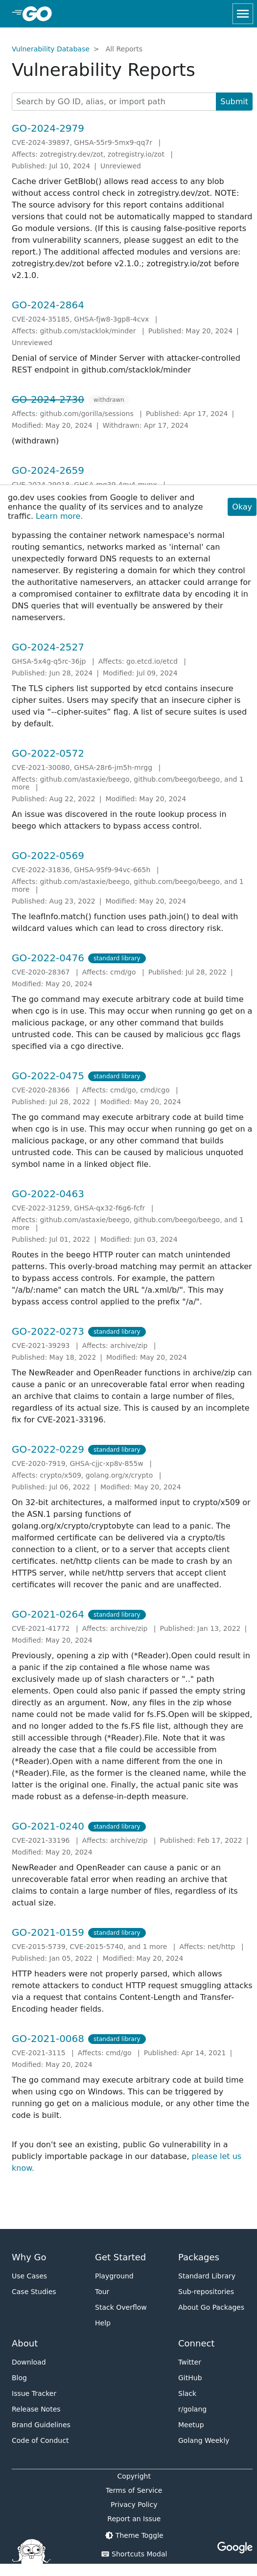 GO
Vulnerability Database > All Reports
Vulnerability Reports
Search by GO ID, alias, or import path Submit
GO-2024-2979
CVE-2024-39897, GHSA-55r9-5mx9-qq7r |
Affects: zotregistry.dev/zot, zotregistry.io/zot |
Published: Jul 10, 2024 | Unreviewed
Cache driver GetBlob() allows read access to any blob
without access control check in zotregistry.dev/zot. NOTE:
The source advisory for this report contains additional
versions that could not be automatically mapped to standard
Go module versions. (If this is causing false-positive reports
from vulnerability scanners, please suggest an edit to the
report.) The additional affected modules and versions are:
zotregistry.dev/zot before v2.1.0.; zotregistry.io/zot before
v2.1.0.
GO-2024-2864
CVE-2024-35185, GHSA-fjw8-3gp8-4cvx |
Affects: github.com/stacklok/minder | Published: May 20, 2024 |
Unreviewed
Denial of service of Minder Server with attacker-controlled
REST endpoint in github.com/stacklok/minder
GO-2024-2730 withdrawn
Affects: github.com/gorilla/sessions | Published: Apr 17, 2024 |
Modified: May 20, 2024 | Withdrawn: Apr 17, 2024
(withdrawn)
GO-2024-2659
go.dev uses cookies from Google to deliver and
enhance the quality of its services and to analyze
traffic. Learn more.
Okay
bypassing the container network namespace's normal
routing semantics, networks marked as 'internal' can
unexpectedly forward DNS requests to an external
nameserver. By registering a domain for which they control
the authoritative nameservers, an attacker could arrange for
a compromised container to exfiltrate data by encoding it in
DNS queries that will eventually be answered by their
nameservers.
GO-2024-2527
GHSA-5x4g-q5rc-36jp | Affects: go.etcd.io/etcd |
Published: Jun 28, 2024 | Modified: Jul 09, 2024
The TLS ciphers list supported by etcd contains insecure
cipher suites. Users may specify that an insecure cipher is
used via “--cipher-suites” flag. A list of secure suites is used
by default.
GO-2022-0572
CVE-2021-30080, GHSA-28r6-jm5h-mrgg |
Affects: github.com/astaxie/beego, github.com/beego/beego, and 1
more |
Published: Aug 22, 2022 | Modified: May 20, 2024
An issue was discovered in the route lookup process in
beego which attackers to bypass access control.
GO-2022-0569
CVE-2022-31836, GHSA-95f9-94vc-665h |
Affects: github.com/astaxie/beego, github.com/beego/beego, and 1
more |
Published: Aug 23, 2022 | Modified: May 20, 2024
The leafInfo.match() function uses path.join() to deal with
wildcard values which can lead to cross directory risk.
GO-2022-0476 standard library
CVE-2020-28367 | Affects: cmd/go | Published: Jul 28, 2022 |
Modified: May 20, 2024
The go command may execute arbitrary code at build time
when cgo is in use. This may occur when running go get on a
malicious package, or any other command that builds
untrusted code. This can be caused by malicious gcc flags
specified via a cgo directive.
GO-2022-0475 standard library
CVE-2020-28366 | Affects: cmd/go, cmd/cgo |
Published: Jul 28, 2022 | Modified: May 20, 2024
The go command may execute arbitrary code at build time
when cgo is in use. This may occur when running go get on a
malicious package, or any other command that builds
untrusted code. This can be caused by malicious unquoted
symbol name in a linked object file.
GO-2022-0463
CVE-2022-31259, GHSA-qx32-f6g6-fcfr |
Affects: github.com/astaxie/beego, github.com/beego/beego, and 1
more |
Published: Jul 01, 2022 | Modified: Jun 03, 2024
Routes in the beego HTTP router can match unintended
patterns. This overly-broad matching may permit an attacker
to bypass access controls. For example, the pattern
"/a/b/:name" can match the URL "/a.xml/b/". This may
bypass access control applied to the prefix "/a/".
GO-2022-0273 standard library
CVE-2021-39293 | Affects: archive/zip |
Published: May 18, 2022 | Modified: May 20, 2024
The NewReader and OpenReader functions in archive/zip can
cause a panic or an unrecoverable fatal error when reading
an archive that claims to contain a large number of files,
regardless of its actual size. This is caused by an incomplete
fix for CVE-2021-33196.
GO-2022-0229 standard library
CVE-2020-7919, GHSA-cjjc-xp8v-855w |
Affects: crypto/x509, golang.org/x/crypto |
Published: Jul 06, 2022 | Modified: May 20, 2024
On 32-bit architectures, a malformed input to crypto/x509 or
the ASN.1 parsing functions of
golang.org/x/crypto/cryptobyte can lead to a panic. The
malformed certificate can be delivered via a crypto/tls
connection to a client, or to a server that accepts client
certificates. net/http clients can be made to crash by an
HTTPS server, while net/http servers that accept client
certificates will recover the panic and are unaffected.
GO-2021-0264 standard library
CVE-2021-41772 | Affects: archive/zip | Published: Jan 13, 2022 |
Modified: May 20, 2024
Previously, opening a zip with (*Reader).Open could result in
a panic if the zip contained a file whose name was
exclusively made up of slash characters or ".." path
elements. Open could also panic if passed the empty string
directly as an argument. Now, any files in the zip whose
name could not be made valid for fs.FS.Open will be skipped,
and no longer added to the fs.FS file list, although they are
still accessible through (*Reader).File. Note that it was
already the case that a file could be accessible from
(*Reader).Open with a name different from the one in
(*Reader).File, as the former is the cleaned name, while the
latter is the original one. Finally, the actual panic site was
made robust as a defense-in-depth measure.
GO-2021-0240 standard library
CVE-2021-33196 | Affects: archive/zip | Published: Feb 17, 2022 |
Modified: May 20, 2024
NewReader and OpenReader can cause a panic or an
unrecoverable fatal error when reading an archive that
claims to contain a large number of files, regardless of its
actual size.
GO-2021-0159 standard library
CVE-2015-5739, CVE-2015-5740, and 1 more | Affects: net/http |
Published: Jan 05, 2022 | Modified: May 20, 2024
HTTP headers were not properly parsed, which allows
remote attackers to conduct HTTP request smuggling attacks
via a request that contains Content-Length and Transfer-
Encoding header fields.
GO-2021-0068 standard library
CVE-2021-3115 | Affects: cmd/go | Published: Apr 14, 2021 |
Modified: May 20, 2024
The go command may execute arbitrary code at build time
when using cgo on Windows. This can be triggered by
running go get on a malicious module, or any other time the
code is built.
If you don't see an existing, public Go vulnerability in a
publicly importable package in our database, please let us
know.
Why Go
Use Cases
Case Studies
Get Started
Playground
Tour
Stack Overflow
Help
Packages
Standard Library
Sub-repositories
About Go Packages
About
Download
Blog
Issue Tracker
Release Notes
Brand Guidelines
Code of Conduct
Connect
Twitter
GitHub
Slack
r/golang
Meetup
Golang Weekly
Copyright
Terms of Service
Privacy Policy
Report an Issue
Theme Toggle
Shortcuts Modal
Google